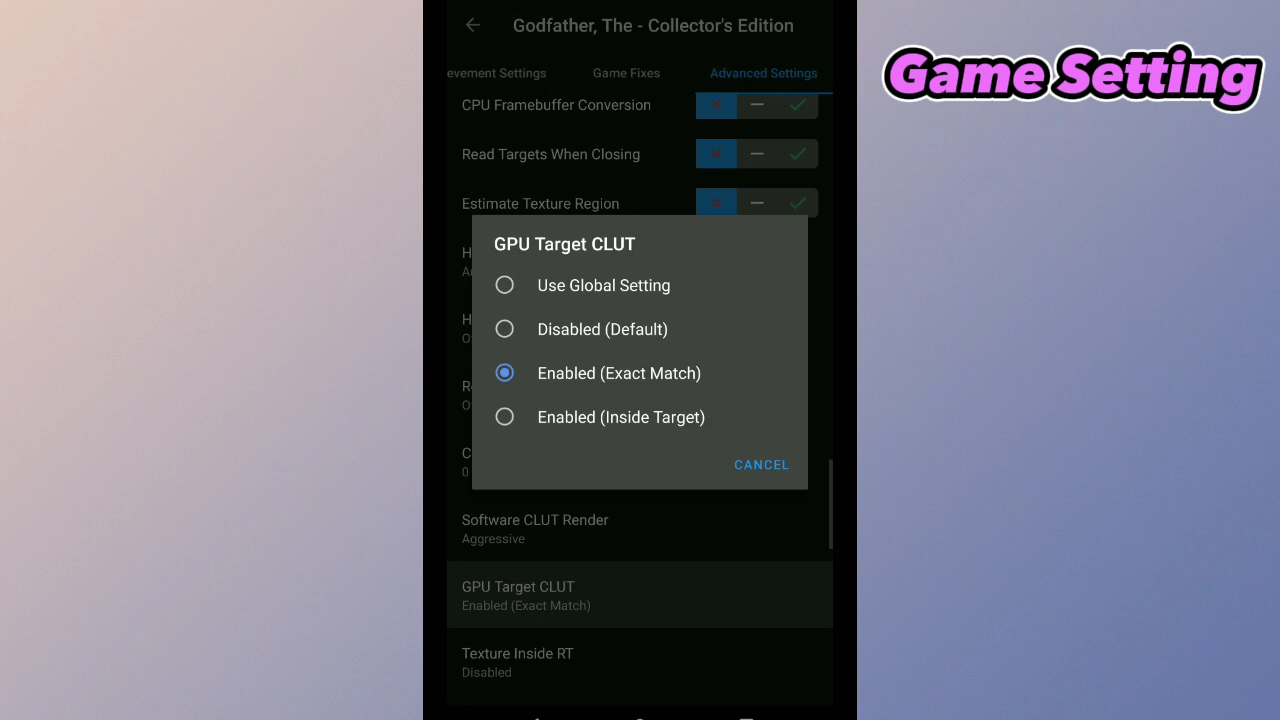 Godfather, The - Collector's Edition
Game Setting
evement Settings
Game Fixes
Advanced Settings
CPU Framebuffer Conversion
Read Targets When Closing
Estimate Texture Region
GPU Target CLUT
H
A
Use Global Setting
H
O
Disabled (Default)
R
O
Enabled (Exact Match)
Enabled (Inside Target)
C
0
CANCEL
Software CLUT Render
Aggressive
GPU Target CLUT
Enabled (Exact Match)
Texture Inside RT
Disabled